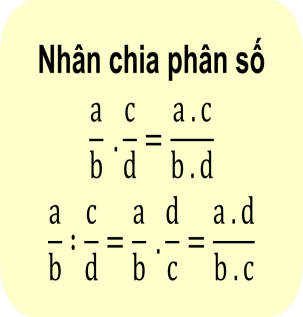 Nhân chia phân số
a/b . c/d = a . c / b . d
a/b : c/d = a/b . d/c = a . d / b . c